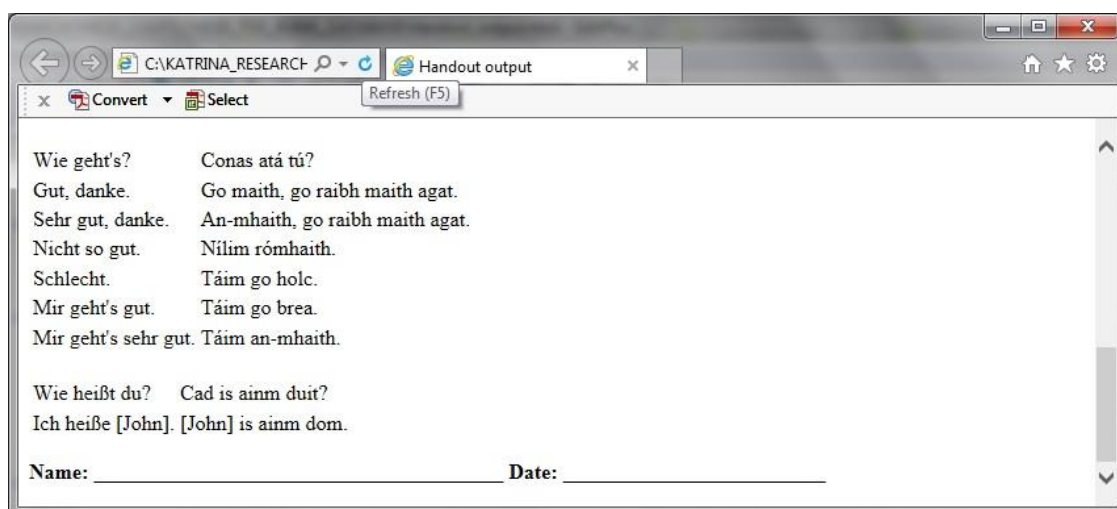 C:\KATRINA_RESEARCH
Handout output
x Convert Select
Refresh (F5)
Wie geht's? Conas atá tú?
Gut, danke. Go maith, go raibh maith agat.
Sehr gut, danke. An-mhaith, go raibh maith agat.
Nicht so gut. Nílim rómhaith.
Schlecht. Táim go holc.
Mir geht's gut. Táim go brea.
Mir geht's sehr gut. Táim an-mhaith.
Wie heißt du? Cad is ainm duit?
Ich heiße [John]. [John] is ainm dom.
Name: ______________________ Date: ______________________